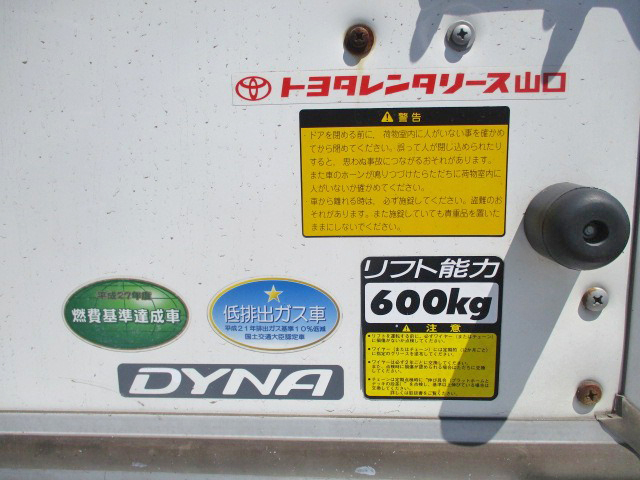 トヨタレンタリース山口
警告
・ドアを閉める前に、荷物室内に人がいない事を確かめ
てから閉めてください。誤って人が閉じ込められたり
すると、思わぬ事故につながるおそれがあります。
また車のホーンが鳴りつづけたらただちに荷物室内に
人がいないか確かめてください。
・車から離れる時は、必ず施錠してください。盗難のお
それがあります。また施錠していても貴重品を置いた
ままにしないでください。
平成27年度
燃費基準達成車
低排出ガス車
平成21年排出ガス基準10%低減
国土交通大臣認定車
DYNA
リフト能力
600kg
注意